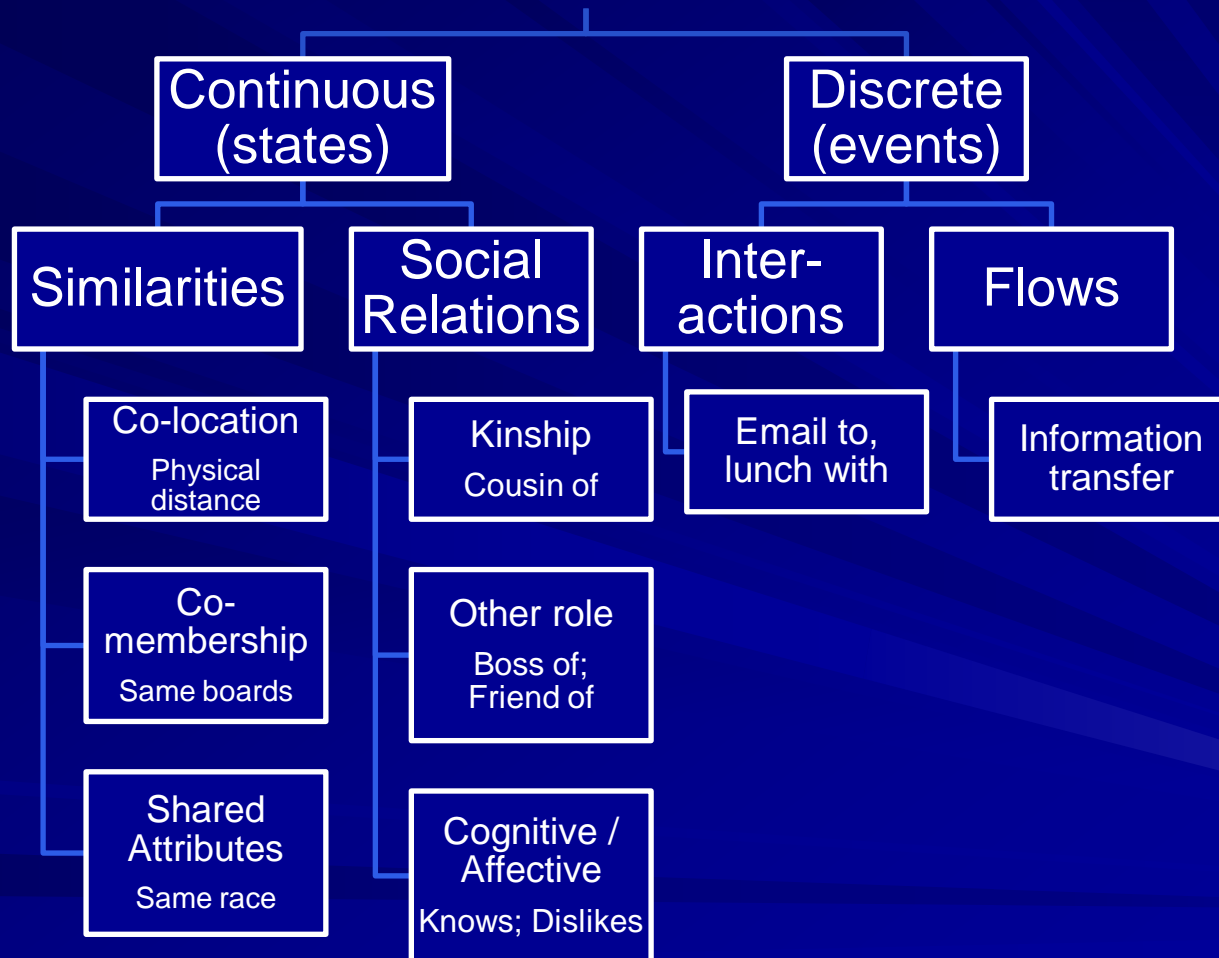 Continuous
(states)
Discrete
(events)
Similarities
Social
Relations
Inter-
actions
Flows
Co-location
Physical
distance
Co-
membership
Same boards
Shared
Attributes
Same race
Kinship
Cousin of
Other role
Boss of;
Friend of
Cognitive /
Affective
Knows; Dislikes
Email to,
lunch with
Information
transfer